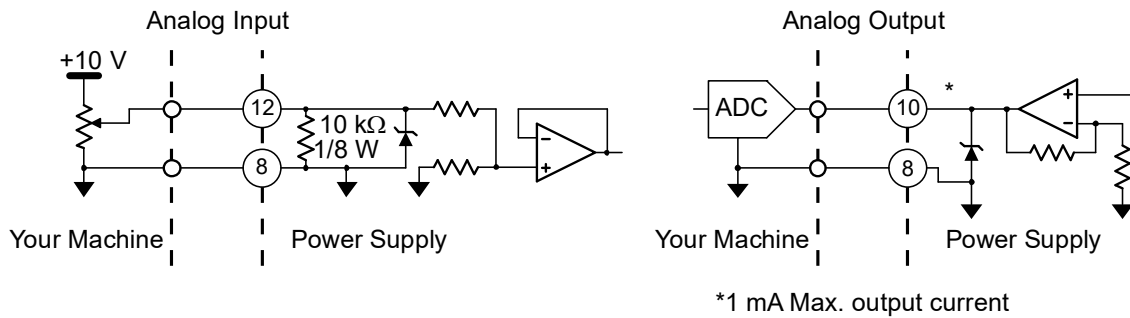 Analog Input
+10 V
12
10 kΩ
1/8 W
8
-
+
Your Machine
Power Supply
Analog Output
ADC
10
*
+
-
8
Your Machine
Power Supply
*1 mA Max. output current